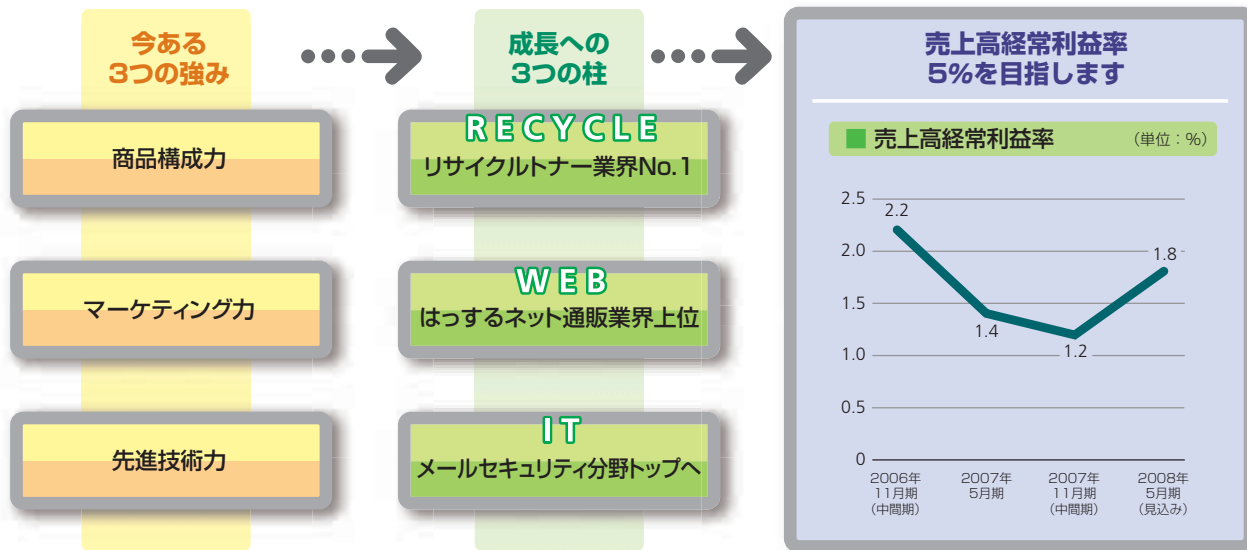 今ある
3つの強み
商品構成力
マーケティング力
先進技術力
成長への
3つの柱
RECYCLE
リサイクルトナー業界No.1
WEB
はっするネット通販業界上位
IT
メールセキュリティ分野トップへ
売上高経常利益率
5%を目指します
売上高経常利益率 (単位:%)
2.5
2.0
1.5
1.0
0.5
0
2.2
1.4
1.2
1.8
2006年
11月期
(中間期)
2007年
5月期
2007年
11月期
(中間期)
2008年
5月期
(見込み)